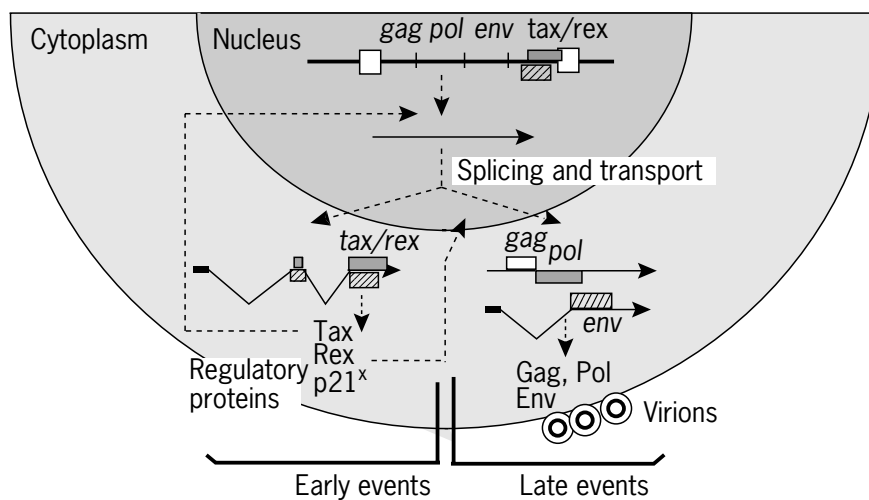 Cytoplasm
Nucleus
gag pol env tax/rex
Splicing and transport
tax/rex
gag
pol
env
Tax
Rex
p21ˣ
Regulatory
proteins
Gag, Pol
Env
Virions
Early events
Late events